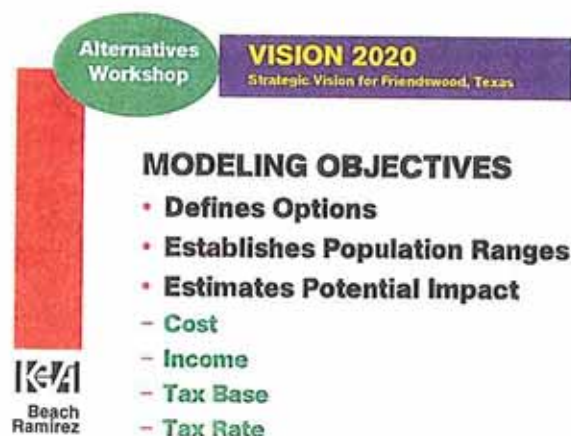 Alternatives
Workshop
VISION 2020
Strategic Vision for Friendswood, Texas
MODELING OBJECTIVES
• Defines Options
• Establishes Population Ranges
• Estimates Potential Impact
– Cost
– Income
– Tax Base
– Tax Rate
Beach
Ramirez